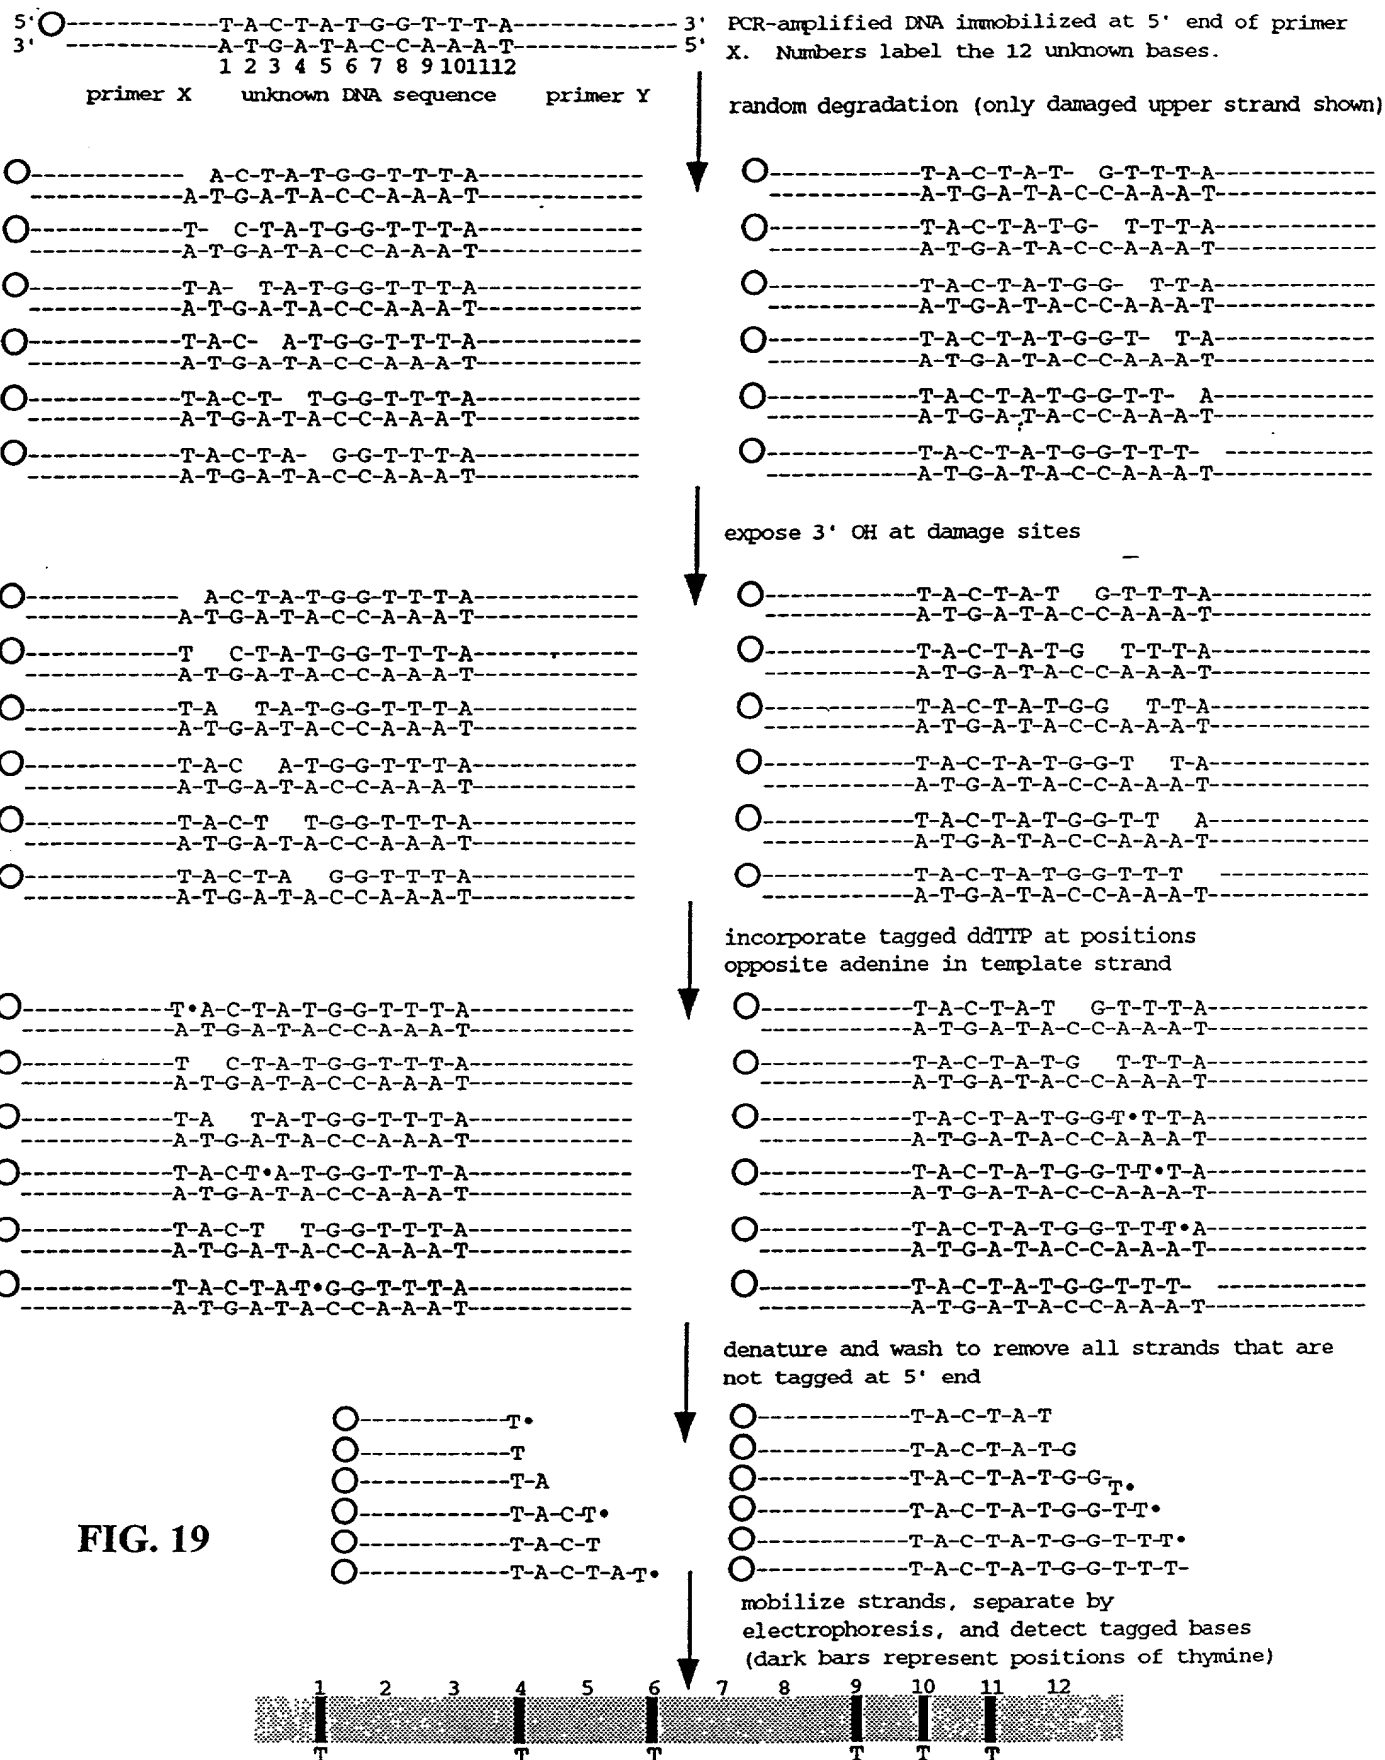 5' ------------T-A-C-T-A-T-G-G-T-T-T-A------------- 3'
3' ------------A-T-G-A-T-A-C-C-A-A-A-T------------- 5'
1 2 3 4 5 6 7 8 9 10 11 12
primer X unknown DNA sequence primer Y
PCR-amplified DNA immobilized at 5' end of primer
X. Numbers label the 12 unknown bases.
random degradation (only damaged upper strand shown)
------------ A-C-T-A-T-G-G-T-T-T-A-------------
------------A-T-G-A-T-A-C-C-A-A-A-T-------------
------------T- C-T-A-T-G-G-T-T-T-A-------------
------------A-T-G-A-T-A-C-C-A-A-A-T-------------
------------T-A- T-A-T-G-G-T-T-T-A-------------
------------A-T-G-A-T-A-C-C-A-A-A-T-------------
------------T-A-C- A-T-G-G-T-T-T-A-------------
------------A-T-G-A-T-A-C-C-A-A-A-T-------------
------------T-A-C-T- T-G-G-T-T-T-A-------------
------------A-T-G-A-T-A-C-C-A-A-A-T-------------
------------T-A-C-T-A- G-G-T-T-T-A-------------
------------A-T-G-A-T-A-C-C-A-A-A-T-------------
------------T-A-C-T-A-T- G-T-T-T-A-------------
------------A-T-G-A-T-A-C-C-A-A-A-T-------------
------------T-A-C-T-A-T-G- T-T-T-A-------------
------------A-T-G-A-T-A-C-C-A-A-A-T-------------
------------T-A-C-T-A-T-G-G- T-T-A-------------
------------A-T-G-A-T-A-C-C-A-A-A-T-------------
------------T-A-C-T-A-T-G-G-T- T-A-------------
------------A-T-G-A-T-A-C-C-A-A-A-T-------------
------------T-A-C-T-A-T-G-G-T-T- A-------------
------------A-T-G-A-T-A-C-C-A-A-A-T-------------
------------T-A-C-T-A-T-G-G-T-T-T- -------------
------------A-T-G-A-T-A-C-C-A-A-A-T-------------
expose 3' OH at damage sites
------------ A-C-T-A-T-G-G-T-T-T-A-------------
------------A-T-G-A-T-A-C-C-A-A-A-T-------------
------------T C-T-A-T-G-G-T-T-T-A-------------
------------A-T-G-A-T-A-C-C-A-A-A-T-------------
------------T-A T-A-T-G-G-T-T-T-A-------------
------------A-T-G-A-T-A-C-C-A-A-A-T-------------
------------T-A-C A-T-G-G-T-T-T-A-------------
------------A-T-G-A-T-A-C-C-A-A-A-T-------------
------------T-A-C-T T-G-G-T-T-T-A-------------
------------A-T-G-A-T-A-C-C-A-A-A-T-------------
------------T-A-C-T-A G-G-T-T-T-A-------------
------------A-T-G-A-T-A-C-C-A-A-A-T-------------
------------T-A-C-T-A-T G-T-T-T-A-------------
------------A-T-G-A-T-A-C-C-A-A-A-T-------------
------------T-A-C-T-A-T-G T-T-T-A-------------
------------A-T-G-A-T-A-C-C-A-A-A-T-------------
------------T-A-C-T-A-T-G-G T-T-A-------------
------------A-T-G-A-T-A-C-C-A-A-A-T-------------
------------T-A-C-T-A-T-G-G-T T-A-------------
------------A-T-G-A-T-A-C-C-A-A-A-T-------------
------------T-A-C-T-A-T-G-G-T-T A-------------
------------A-T-G-A-T-A-C-C-A-A-A-T-------------
------------T-A-C-T-A-T-G-G-T-T-T -------------
------------A-T-G-A-T-A-C-C-A-A-A-T-------------
incorporate tagged ddTTP at positions
opposite adenine in template strand
------------T•A-C-T-A-T-G-G-T-T-T-A-------------
------------A-T-G-A-T-A-C-C-A-A-A-T-------------
------------T C-T-A-T-G-G-T-T-T-A-------------
------------A-T-G-A-T-A-C-C-A-A-A-T-------------
------------T-A T-A-T-G-G-T-T-T-A-------------
------------A-T-G-A-T-A-C-C-A-A-A-T-------------
------------T-A-C-T•A-T-G-G-T-T-T-A-------------
------------A-T-G-A-T-A-C-C-A-A-A-T-------------
------------T-A-C-T T-G-G-T-T-T-A-------------
------------A-T-G-A-T-A-C-C-A-A-A-T-------------
------------T-A-C-T-A-T•G-G-T-T-T-A-------------
------------A-T-G-A-T-A-C-C-A-A-A-T-------------
------------T-A-C-T-A-T G-T-T-T-A-------------
------------A-T-G-A-T-A-C-C-A-A-A-T-------------
------------T-A-C-T-A-T-G T-T-T-A-------------
------------A-T-G-A-T-A-C-C-A-A-A-T-------------
------------T-A-C-T-A-T-G-G-T•T-T-A-------------
------------A-T-G-A-T-A-C-C-A-A-A-T-------------
------------T-A-C-T-A-T-G-G-T-T•T-A-------------
------------A-T-G-A-T-A-C-C-A-A-A-T-------------
------------T-A-C-T-A-T-G-G-T-T-T•A-------------
------------A-T-G-A-T-A-C-C-A-A-A-T-------------
------------T-A-C-T-A-T-G-G-T-T-T- -------------
------------A-T-G-A-T-A-C-C-A-A-A-T-------------
denature and wash to remove all strands that are
not tagged at 5' end
------------T•
------------T
------------T-A
------------T-A-C-T•
------------T-A-C-T
------------T-A-C-T-A-T•
------------T-A-C-T-A-T
------------T-A-C-T-A-T-G
------------T-A-C-T-A-T-G-G-T•
------------T-A-C-T-A-T-G-G-T-T•
------------T-A-C-T-A-T-G-G-T-T-T•
------------T-A-C-T-A-T-G-G-T-T-T-
FIG. 19
mobilize strands, separate by
electrophoresis, and detect tagged bases
(dark bars represent positions of thymine)
1 2 3 4 5 6 7 8 9 10 11 12
T T T T T T